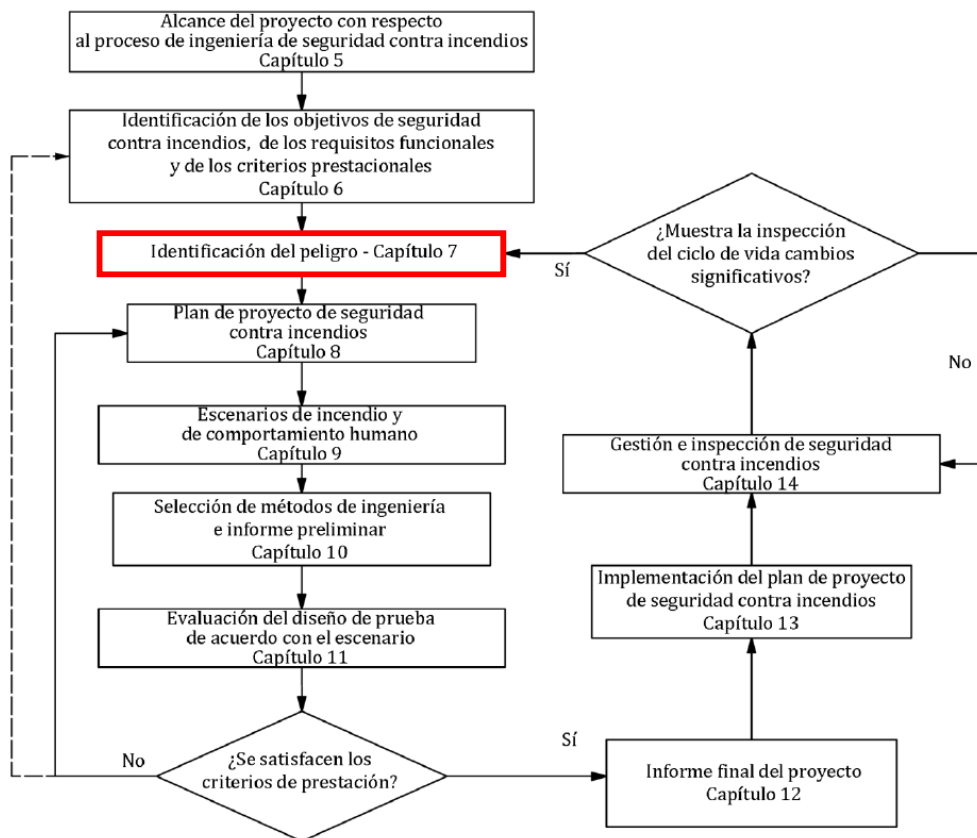 Alcance del proyecto con respecto
al proceso de ingeniería de seguridad contra incendios
Capítulo 5
Identificación de los objetivos de seguridad
contra incendios, de los requisitos funcionales
y de los criterios prestacionales
Capítulo 6
Identificación del peligro - Capítulo 7
Plan de proyecto de seguridad
contra incendios
Capítulo 8
Escenarios de incendio y
de comportamiento humano
Capítulo 9
Selección de métodos de ingeniería
e informe preliminar
Capítulo 10
Evaluación del diseño de prueba
de acuerdo con el escenario
Capítulo 11
¿Se satisfacen los
criterios de prestación?
No
Sí
Informe final del proyecto
Capítulo 12
Implementación del plan de proyecto
de seguridad contra incendios
Capítulo 13
Gestión e inspección de seguridad
contra incendios
Capítulo 14
¿Muestra la inspección
del ciclo de vida cambios
significativos?
Sí
No